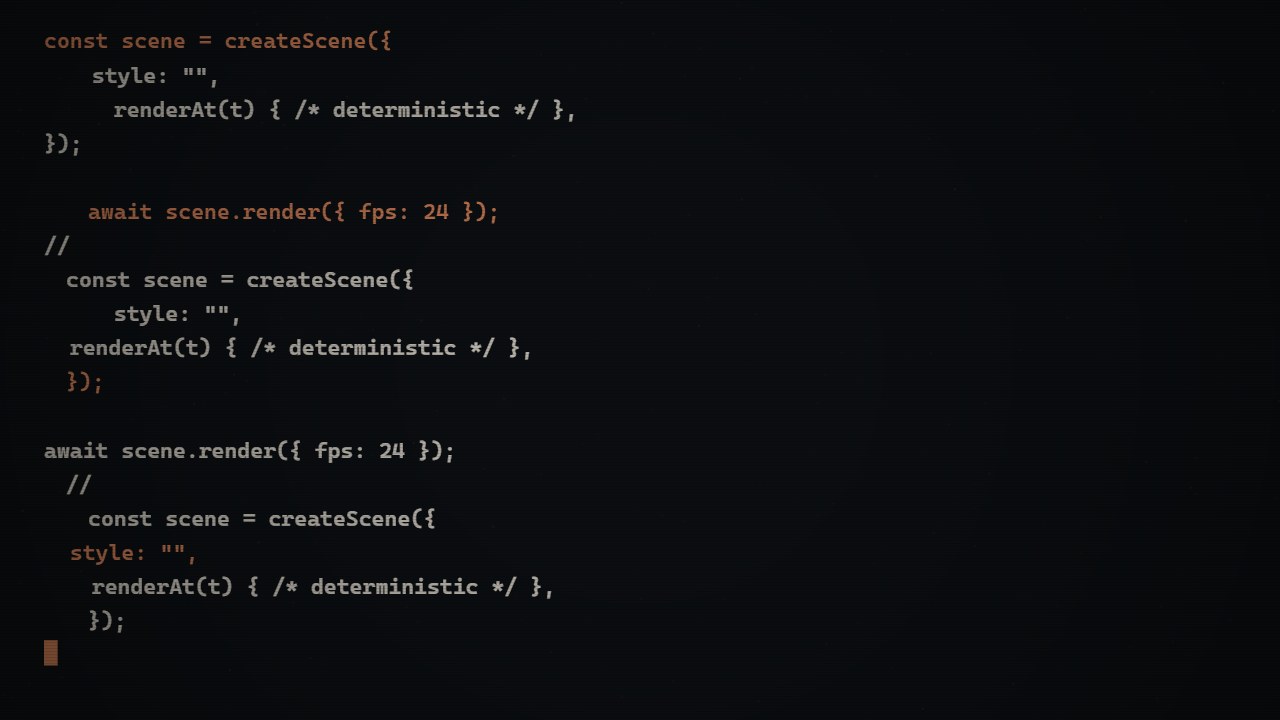 const scene = createScene({
style: "",
renderAt(t) { /* deterministic */ },
});
await scene.render({ fps: 24 });
//
const scene = createScene({
style: "",
renderAt(t) { /* deterministic */ },
});
await scene.render({ fps: 24 });
//
const scene = createScene({
style: "",
renderAt(t) { /* deterministic */ },
});